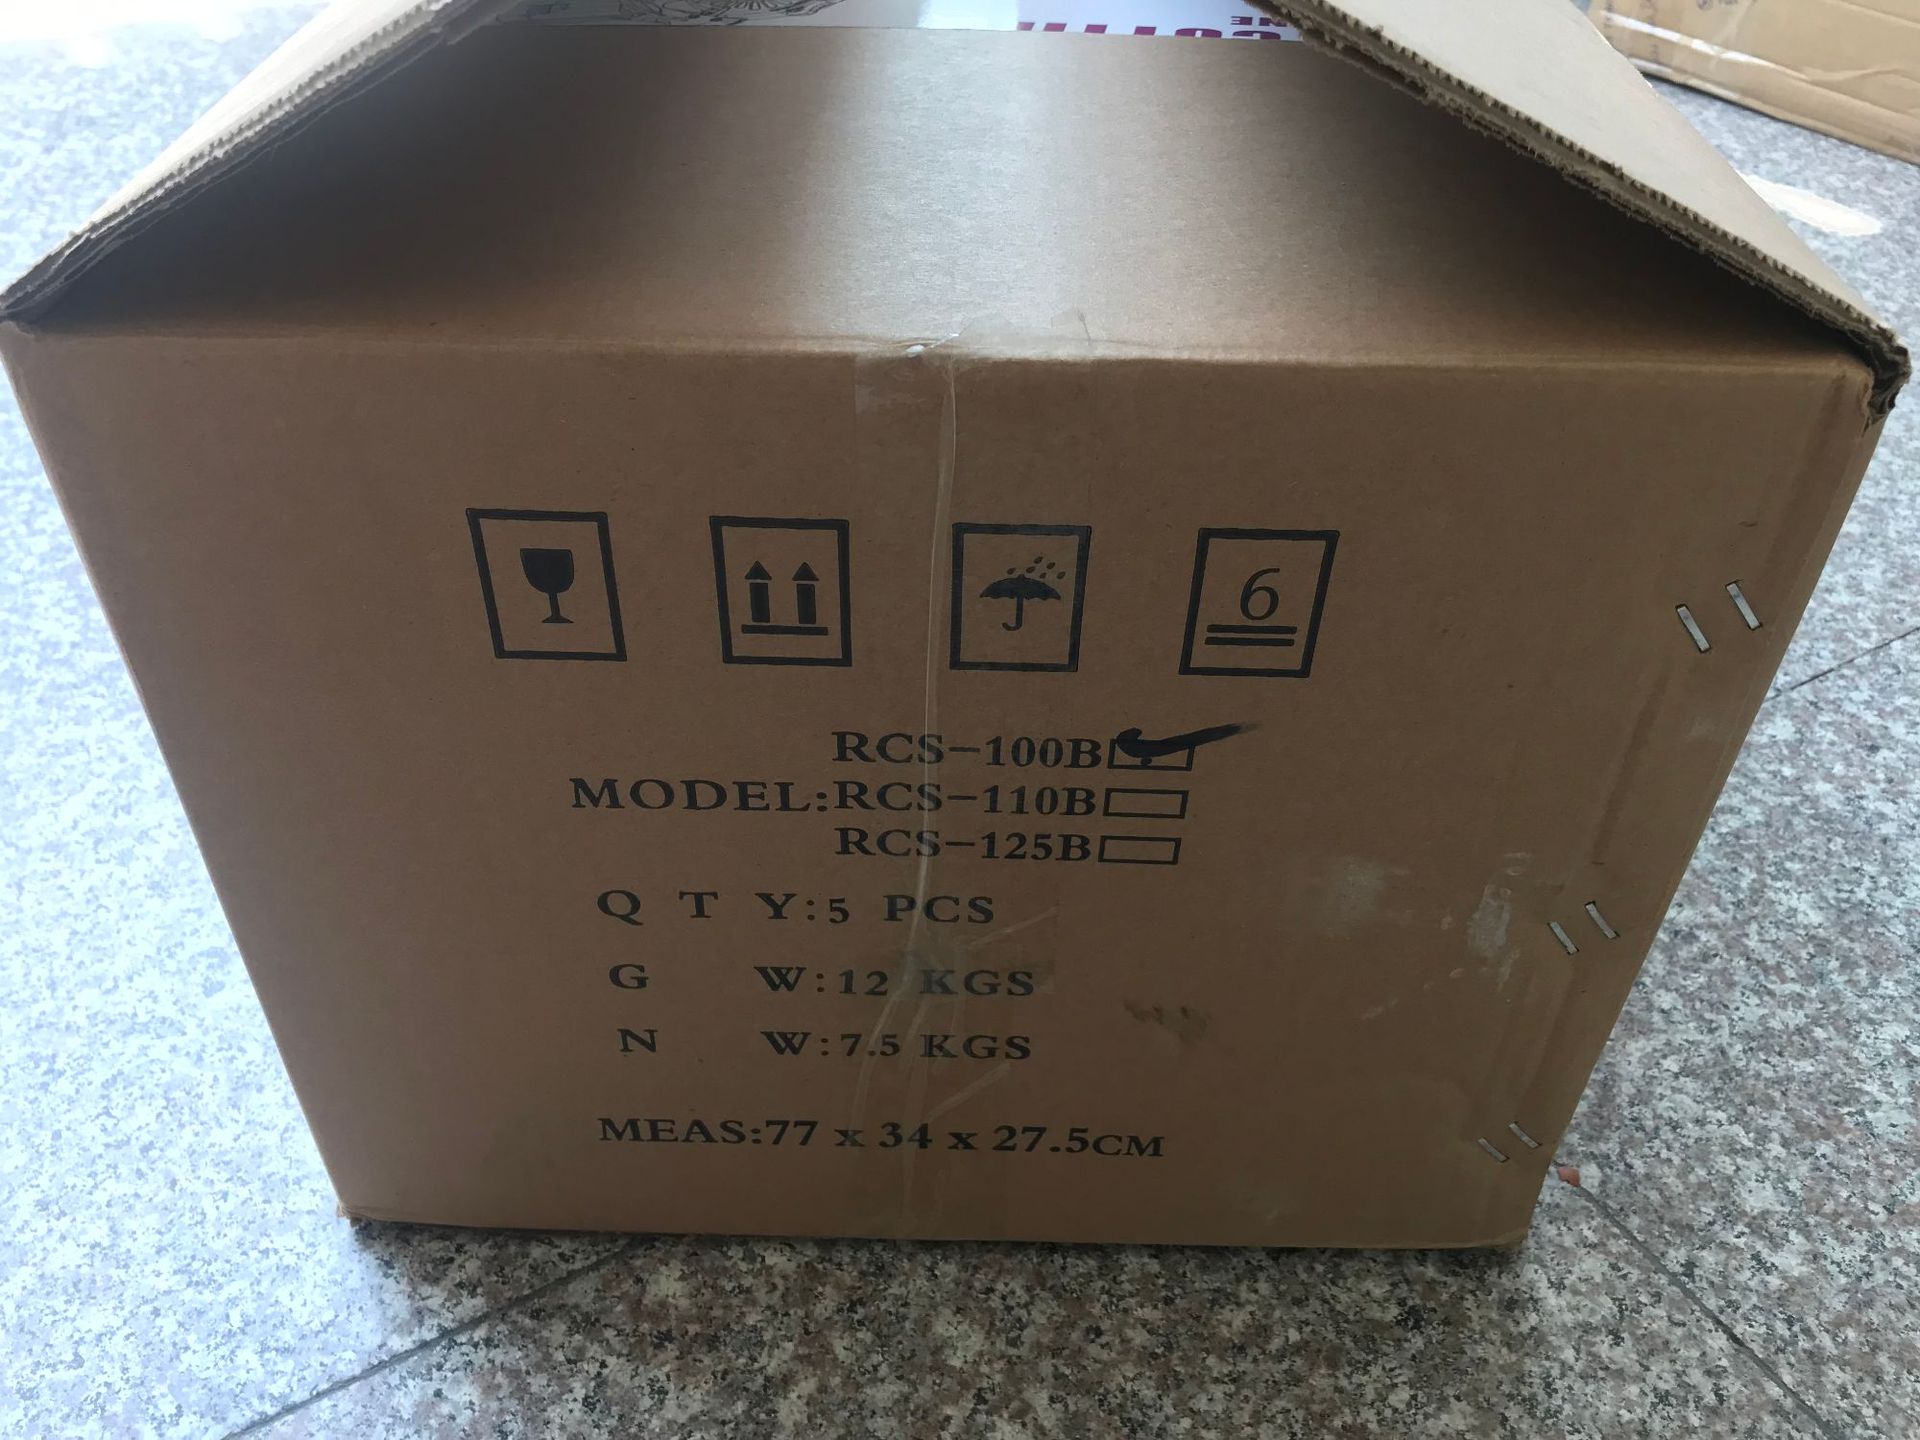 6
RCS-100B
MODEL:RCS-110B
RCS-125B
Q T Y:5 PCS
G W:12 KGS
N W:7.5 KGS
MEAS:77 x 34 x 27.5CM